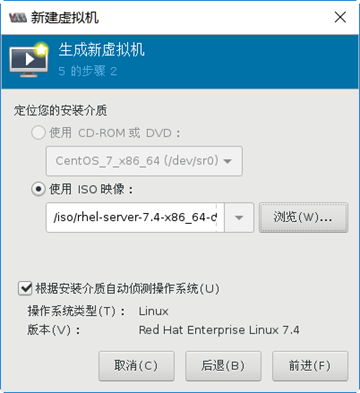 新建虚拟机
生成新虚拟机
5 的步骤 2
定位您的安装介质
使用 CD-ROM 或 DVD：
CentOS_7_x86_64 (/dev/sr0)
使用 ISO 映像：
/iso/rhel-server-7.4-x86_64-d
浏览(W)...
根据安装介质自动侦测操作系统(U)
操作系统类型(T)： Linux
版本(V)： Red Hat Enterprise Linux 7.4
取消(C) 后退(B) 前进(F)